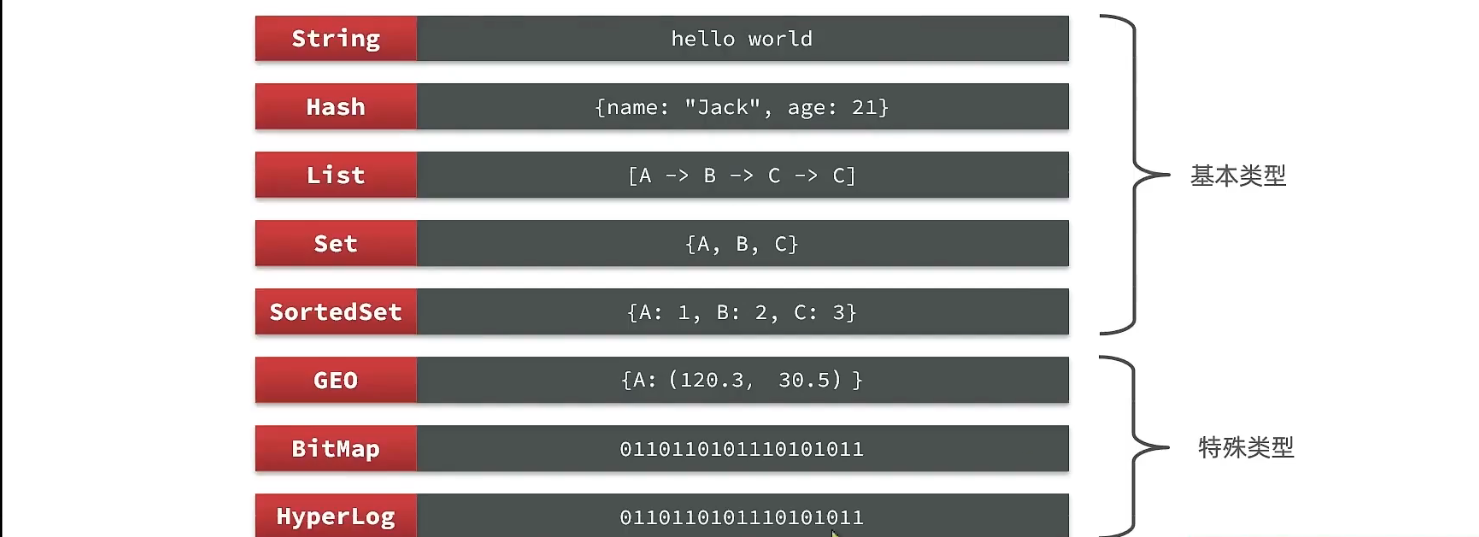 String hello world
Hash {name: "Jack", age: 21}
List [A -> B -> C -> C]
Set {A, B, C}
SortedSet {A: 1, B: 2, C: 3}
基本类型
GEO {A: (120.3, 30.5) }
BitMap 0110110101110101011
HyperLog 0110110101110101011
特殊类型